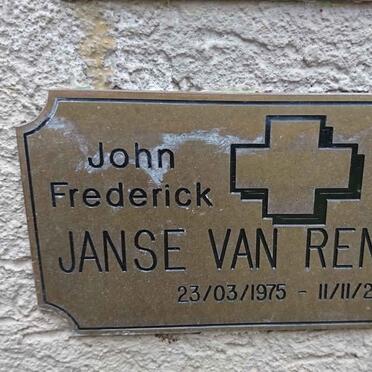 John
Frederick
JANSE VAN REN
23/03/1975 - 11/11/2